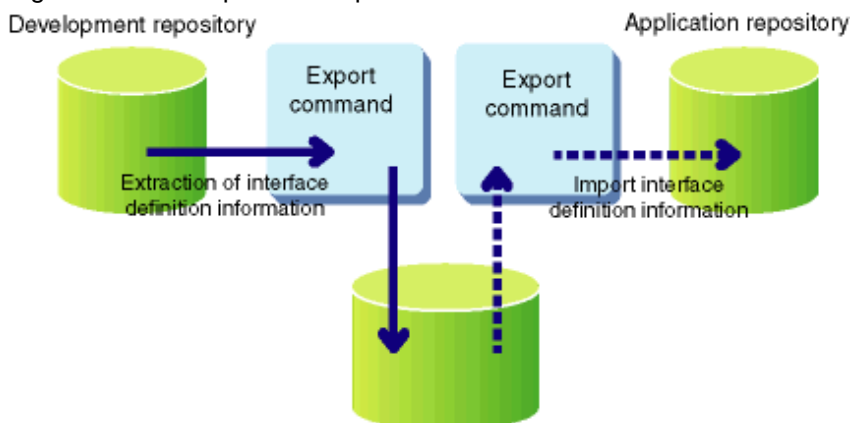 Development repository
Application repository
Export
command
Export
command
Extraction of interface
definition information
Import interface
definition information